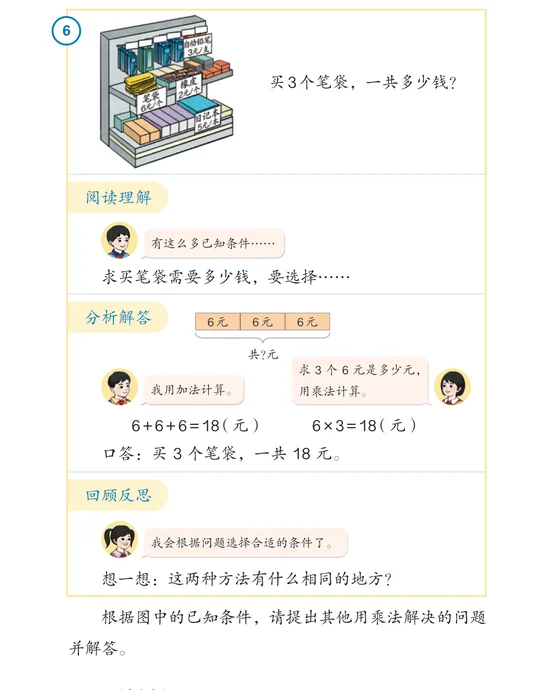 6
自动铅笔
3元/支
橡皮
2元/个
笔袋
6元/个
日记本
5元/本
买3个笔袋，一共多少钱？
阅读理解
有这么多已知条件……
求买笔袋需要多少钱，要选择……
分析解答
6元 6元 6元
共?元
我用加法计算。
求 3 个 6 元是多少元，
用乘法计算。
6+6+6=18(元) 6×3=18(元)
口答：买 3 个笔袋，一共 18 元。
回顾反思
我会根据问题选择合适的条件了。
想一想：这两种方法有什么相同的地方？
根据图中的已知条件，请提出其他用乘法解决的问题
并解答。